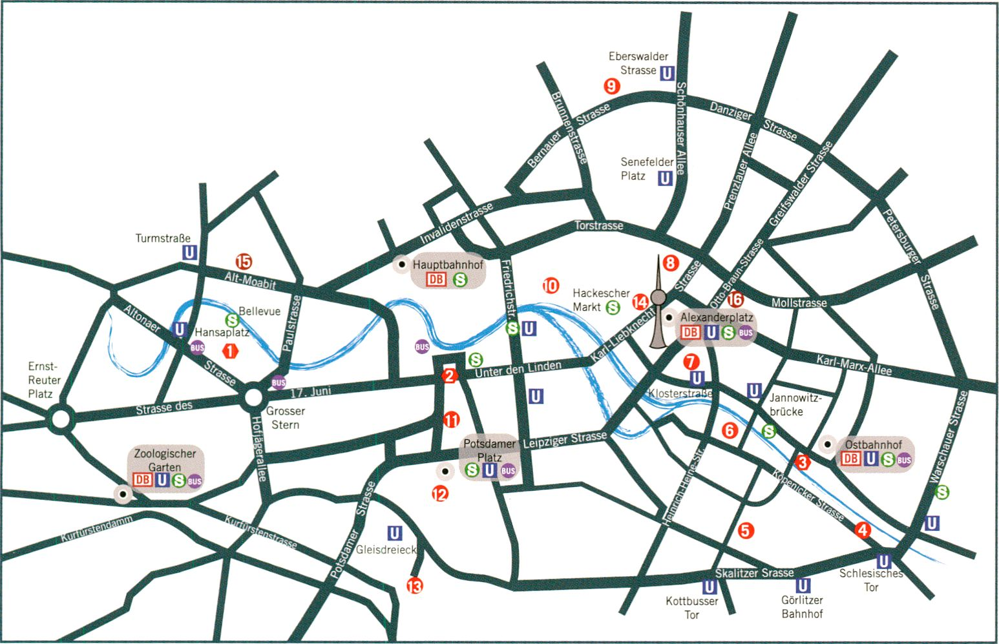 Eberswalder
Strasse U
9
Schönhauser Allee
Danziger Strasse
Brunnenstrasse
Bernauer Strasse
Senefelder
Platz U
Prenzlauer Allee
Greifswalder Strasse
Petersburger Strasse
Invalidenstrasse
Torstrasse
Turmstraße
U
15
Alt-Moabit
Hauptbahnhof
DB S
Friedrichstr.
10
8
Strasse
Otto-Braun-Strasse
Hackescher
Markt S
14
16
Mollstrasse
Alexanderplatz
DB U S BUS
Altonaer
Strasse
Bellevue
S
U
Hansaplatz
BUS
1
Paulstrasse
BUS
S
S U
Karl-Liebknecht
Karl-Marx-Allee
7
U
Klosterstraße
U
Jannowitz-
brücke
S
Ernst-
Reuter
Platz
BUS
2
Unter den Linden
U
Strasse des
17. Juni
Grosser
Stern
11
6
Hofjägerallee
Leipziger Strasse
Potsdamer
Platz
S U BUS
Zoologischer
Garten
DB U S BUS
Ostbahnhof
DB U S BUS
3
Warschauer Strasse
S
U
12
Heinrich-Heine-Str.
Köpenicker Strasse
Kurfürstendamm
Kurfürstenstrasse
Potsdamer Strasse
U
Gleisdreieck
5
4
13
Skalitzer Srasse
U
Schlesisches
Tor
U
Kottbusser
Tor
U
Görlitzer
Bahnhof